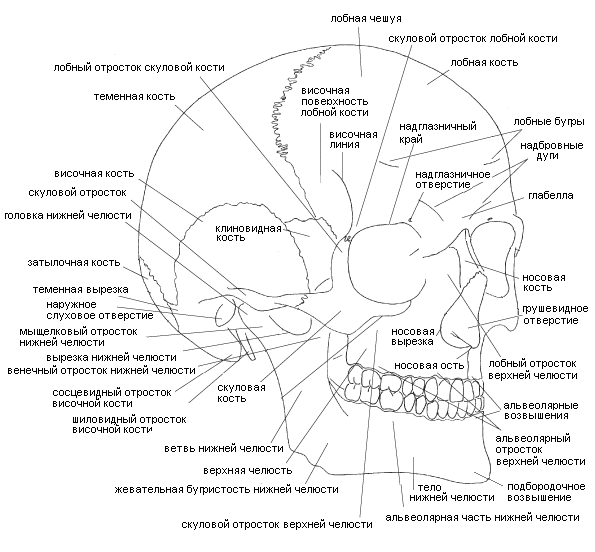 лобная чешуя
скуловой отросток лобной кости
лобный отросток скуловой кости
лобная кость
теменная кость
височная
поверхность
лобной кости
височная
линия
надглазничный
край
лобные бугры
надбровные
дуги
надглазничное
отверстие
височная кость
скуловой отросток
глабелла
головка нижней челюсти
клиновидная
кость
затылочная кость
носовая
кость
теменная вырезка
наружное
слуховое отверстие
грушевидное
отверстие
мыщелковый отросток
нижней челюсти
носовая
вырезка
вырезка нижней челюсти
венечный отросток нижней челюсти
носовая ость
лобный отросток
верхней челюсти
сосцевидный отросток
височной кости
скуловая
кость
альвеолярные
возвышения
шиловидный отросток
височной кости
альвеолярный
отросток
верхней челюсти
ветвь нижней челюсти
верхняя челюсть
жевательная бугристость нижней челюсти
тело
нижней челюсти
подбородочное
возвышение
скуловой отросток верхней челюсти
альвеолярная часть нижней челюсти